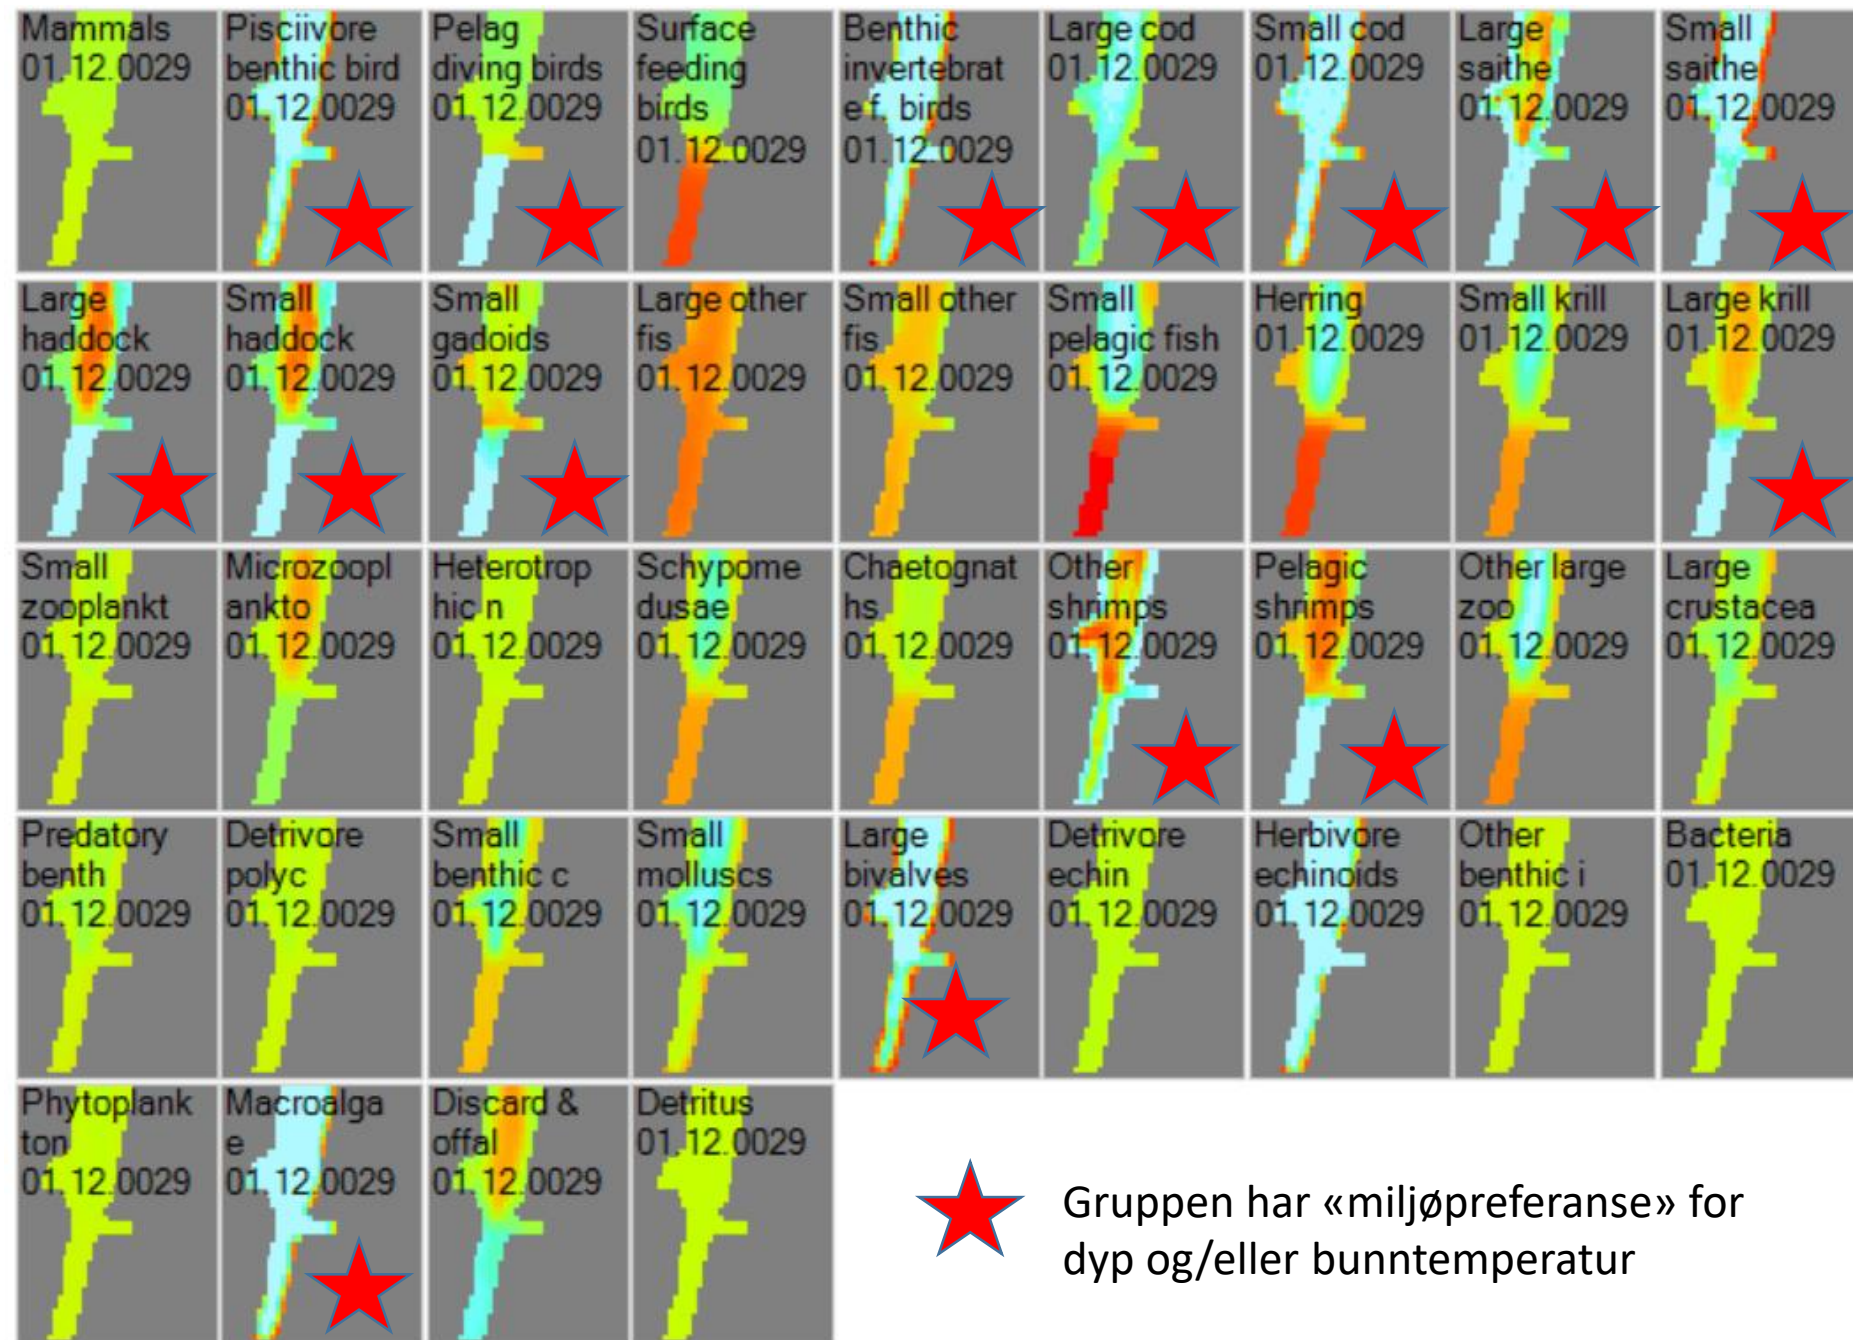 Mammals
01.12.0029
Pisciivore
benthic bird
01.12.0029
Pelag
diving birds
01.12.0029
Surface
feeding
birds
01.12.0029
Benthic
invertebrat
e f. birds
01.12.0029
Large cod
01.12.0029
Small cod
01.12.0029
Large
saithe
01.12.0029
Small
saithe
01.12.0029
Large
haddock
01.12.0029
Small
haddock
01.12.0029
Small
gadoids
01.12.0029
Large other
fis
01.12.0029
Small other
fis
01.12.0029
Small
pelagic fish
01.12.0029
Herring
01.12.0029
Small krill
01.12.0029
Large krill
01.12.0029
Small
zooplankt
01.12.0029
Microzoopl
ankto
01.12.0029
Heterotrop
hic n
01.12.0029
Schypome
dusae
01.12.0029
Chaetognat
hs
01.12.0029
Other
shrimps
01.12.0029
Pelagic
shrimps
01.12.0029
Other large
zoo
01.12.0029
Large
crustacea
01.12.0029
Predatory
benth
01.12.0029
Detrivore
polyc
01.12.0029
Small
benthic c
01.12.0029
Small
molluscs
01.12.0029
Large
bivalves
01.12.0029
Detrivore
echin
01.12.0029
Herbivore
echinoids
01.12.0029
Other
benthic i
01.12.0029
Bacteria
01.12.0029
Phytoplank
ton
01.12.0029
Macroalga
e
01.12.0029
Discard &
offal
01.12.0029
Detritus
01.12.0029
Gruppen har «miljøpreferanse» for
dyp og/eller bunntemperatur